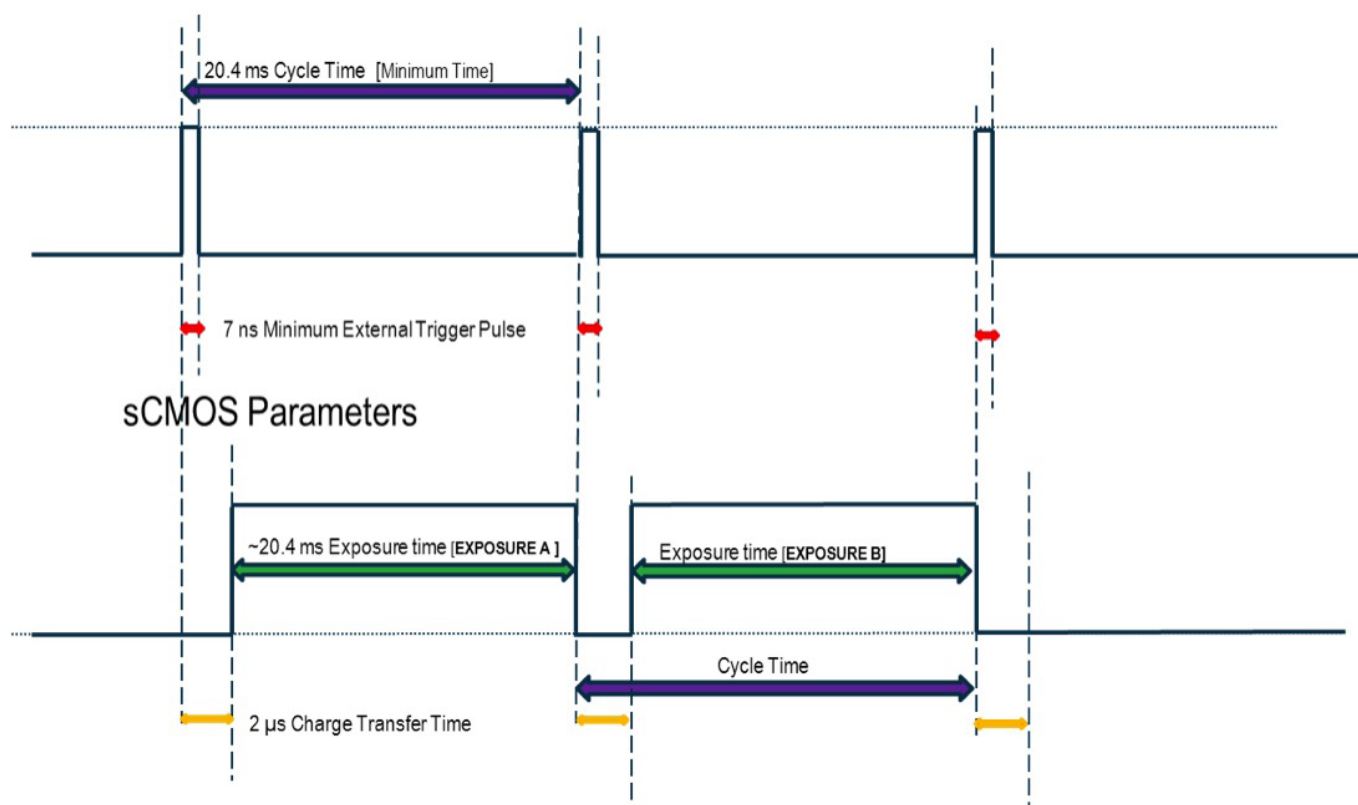 20.4 ms Cycle Time [Minimum Time]
7 ns Minimum External Trigger Pulse
sCMOS Parameters
~20.4 ms Exposure time [EXPOSURE A ]
Exposure time [EXPOSURE B]
Cycle Time
2 µs Charge Transfer Time